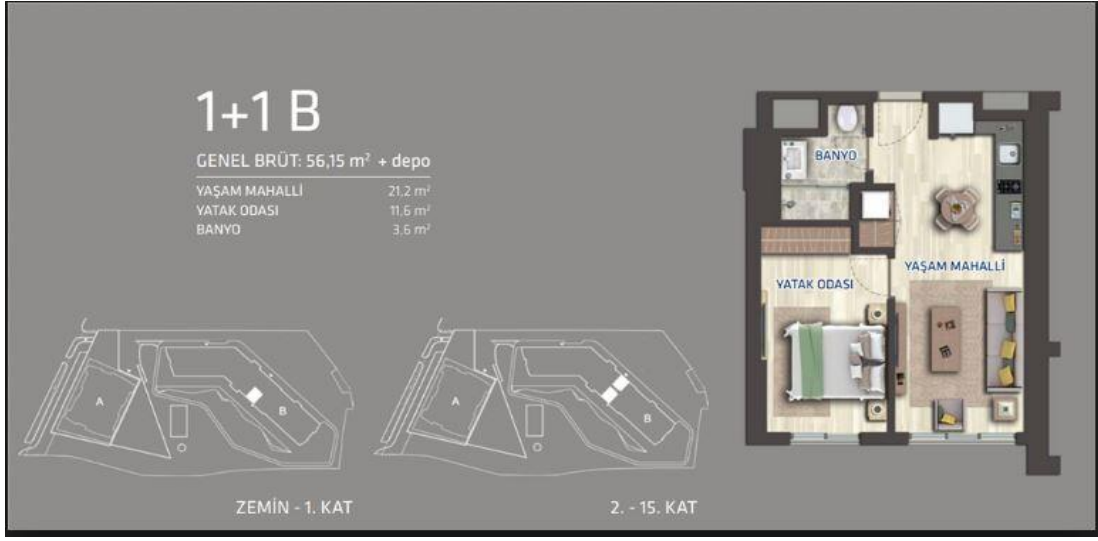 1+1 B
GENEL BRÜT: 56,15 m² + depo
YAŞAM MAHALLİ 21,2 m²
YATAK ODASI 11,6 m²
BANYO 3,6 m²
BANYO
YAŞAM MAHALLİ
YATAK ODASI
A
B
A
B
ZEMİN - 1. KAT
2. - 15. KAT